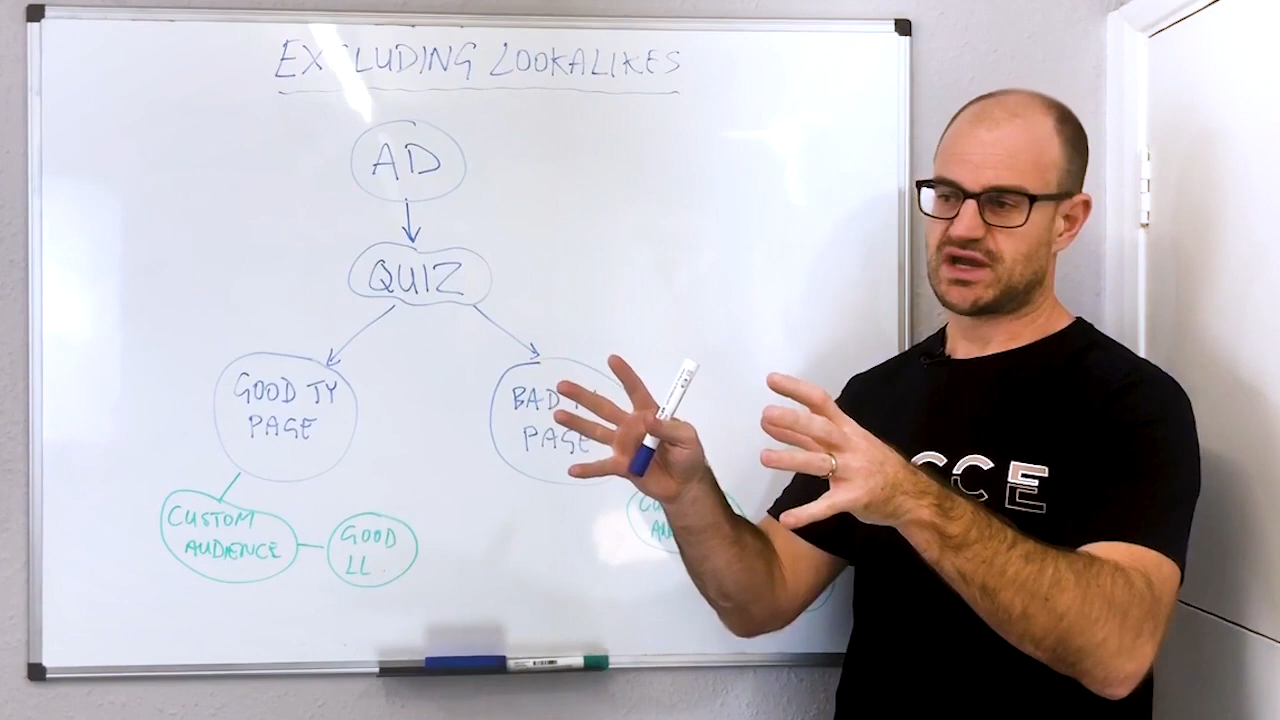 EXCLUDING LOOKALIKES
AD
QUIZ
GOOD TY
PAGE
BAD
PAGE
CUSTOM
AUDIENCE
GOOD
LL
CCE